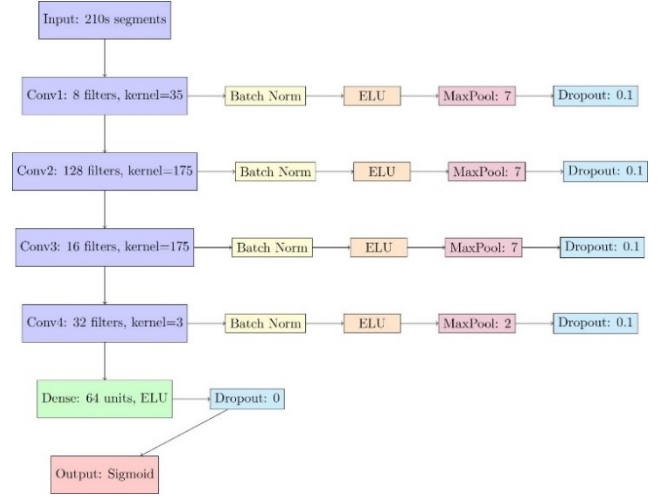 Input: 210s segments
Conv1: 8 filters, kernel=35
Batch Norm
ELU
MaxPool: 7
Dropout: 0.1
Conv2: 128 filters, kernel=175
Batch Norm
ELU
MaxPool: 7
Dropout: 0.1
Conv3: 16 filters, kernel=175
Batch Norm
ELU
MaxPool: 7
Dropout: 0.1
Conv4: 32 filters, kernel=3
Batch Norm
ELU
MaxPool: 2
Dropout: 0.1
Dense: 64 units, ELU
Dropout: 0
Output: Sigmoid